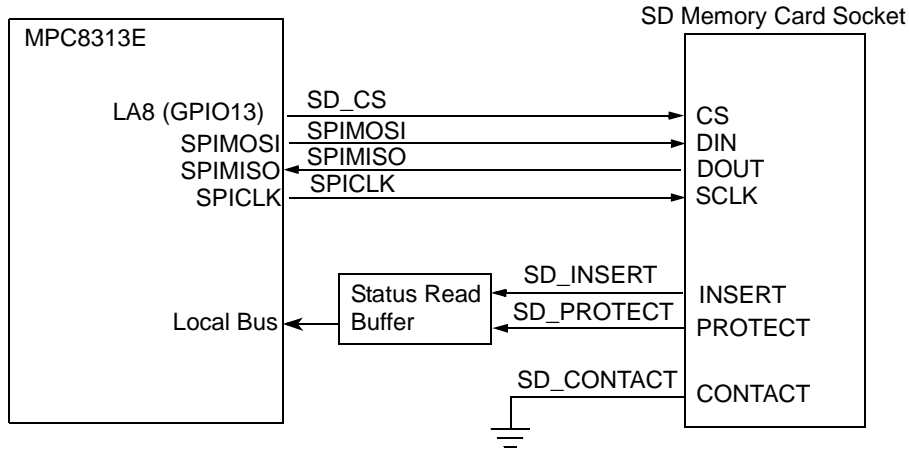 SD Memory Card Socket
MPC8313E
LA8 (GPIO13)
SD_CS
CS
SPIMOSI
SPIMOSI
DIN
SPIMISO
SPIMISO
DOUT
SPICLK
SPICLK
SCLK
Local Bus
Status Read
Buffer
SD_INSERT
INSERT
SD_PROTECT
PROTECT
SD_CONTACT
CONTACT